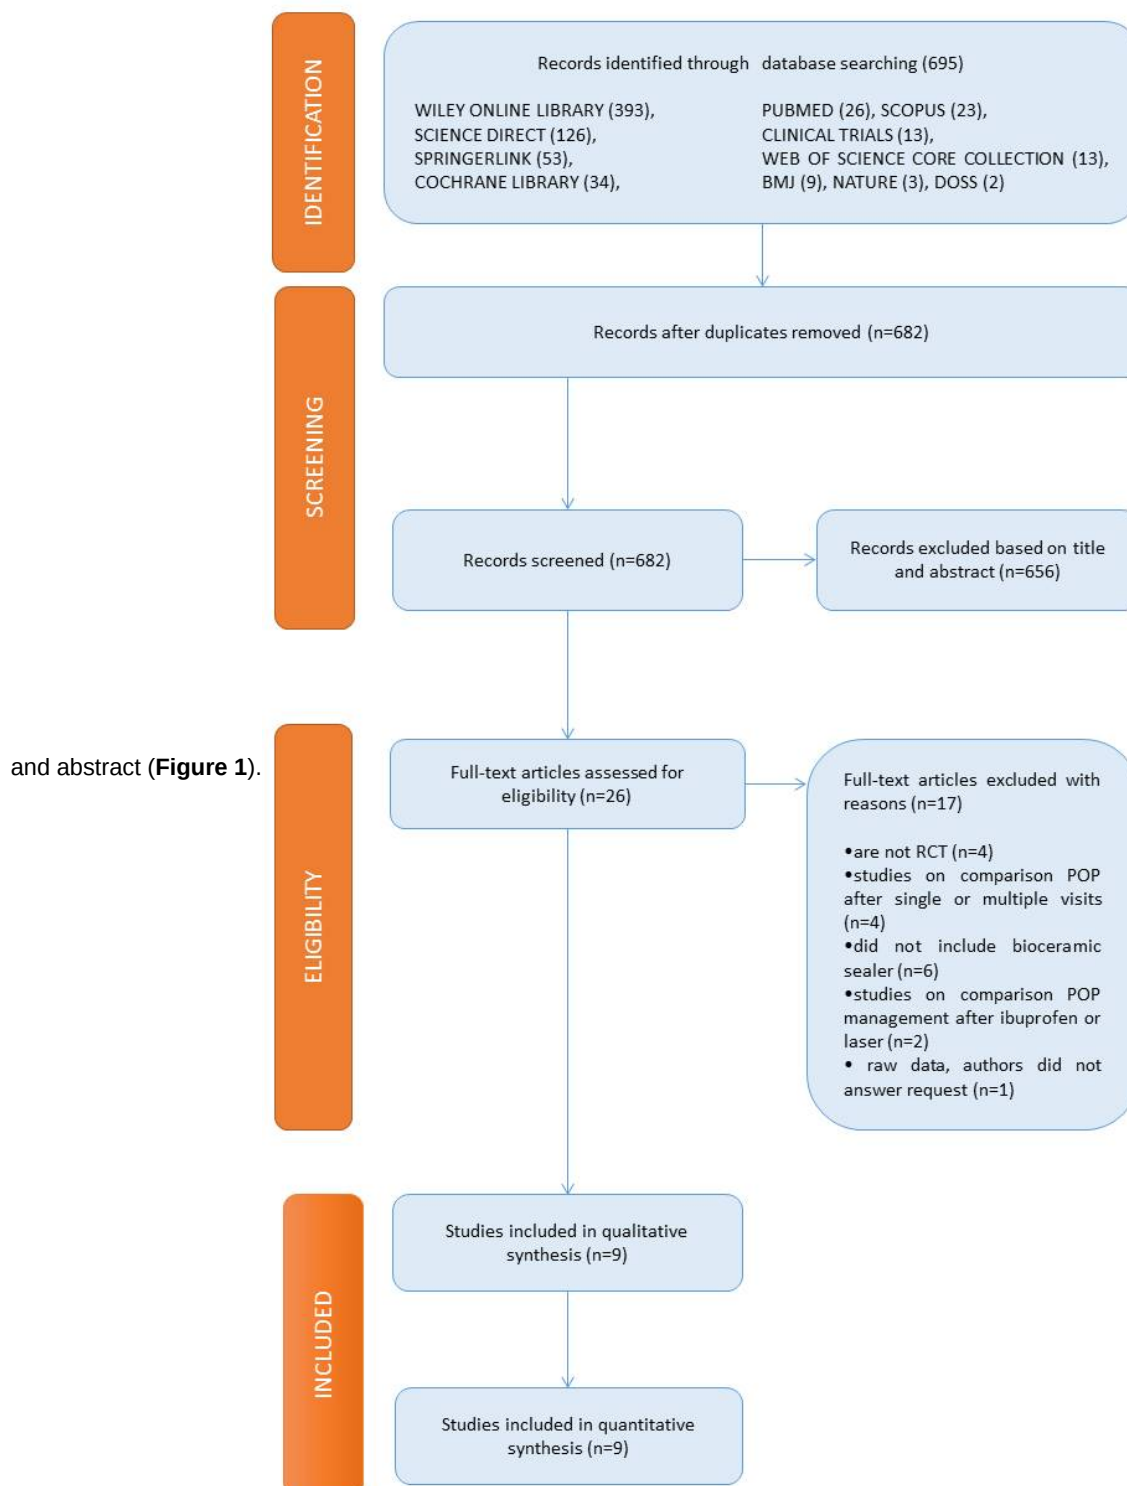 IDENTIFICATION
Records identified through database searching (695)
WILEY ONLINE LIBRARY (393),
SCIENCE DIRECT (126),
SPRINGERLINK (53),
COCHRANE LIBRARY (34),
PUBMED (26), SCOPUS (23),
CLINICAL TRIALS (13),
WEB OF SCIENCE CORE COLLECTION (13),
BMJ (9), NATURE (3), DOSS (2)
SCREENING
Records after duplicates removed (n=682)
Records screened (n=682)
Records excluded based on title
and abstract (n=656)
and abstract (Figure 1).
ELIGIBILITY
Full-text articles assessed for
eligibility (n=26)
Full-text articles excluded with
reasons (n=17)
•are not RCT (n=4)
•studies on comparison POP
after single or multiple visits
(n=4)
•did not include bioceramic
sealer (n=6)
•studies on comparison POP
management after ibuprofen or
laser (n=2)
• raw data, authors did not
answer request (n=1)
INCLUDED
Studies included in qualitative
synthesis (n=9)
Studies included in quantitative
synthesis (n=9)